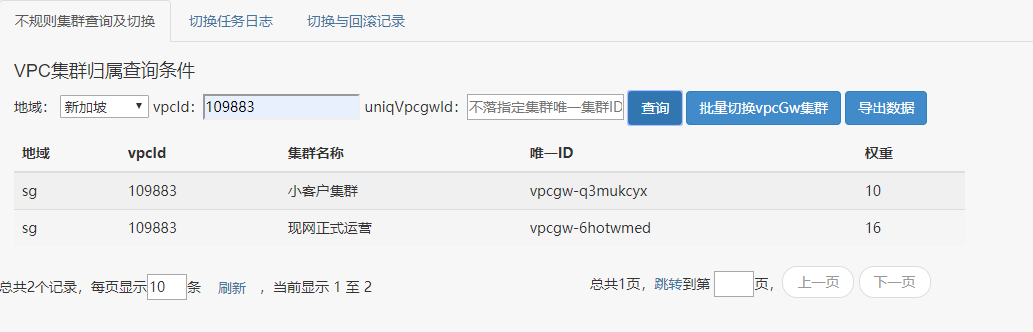 不规则集群查询及切换 切换任务日志 切换与回滚记录
VPC集群归属查询条件
地域： 新加坡 vpcId： 109883 uniqVpcgwId： 不落指定集群唯一集群ID 查询 批量切换vpcGw集群 导出数据
地域 vpcId 集群名称 唯一ID 权重
sg 109883 小客户集群 vpcgw-q3mukcyx 10
sg 109883 现网正式运营 vpcgw-6hotwmed 16
总共2个记录，每页显示 10 条 刷新 ，当前显示 1 至 2 总共1页，跳转到第 页， 上一页 下一页